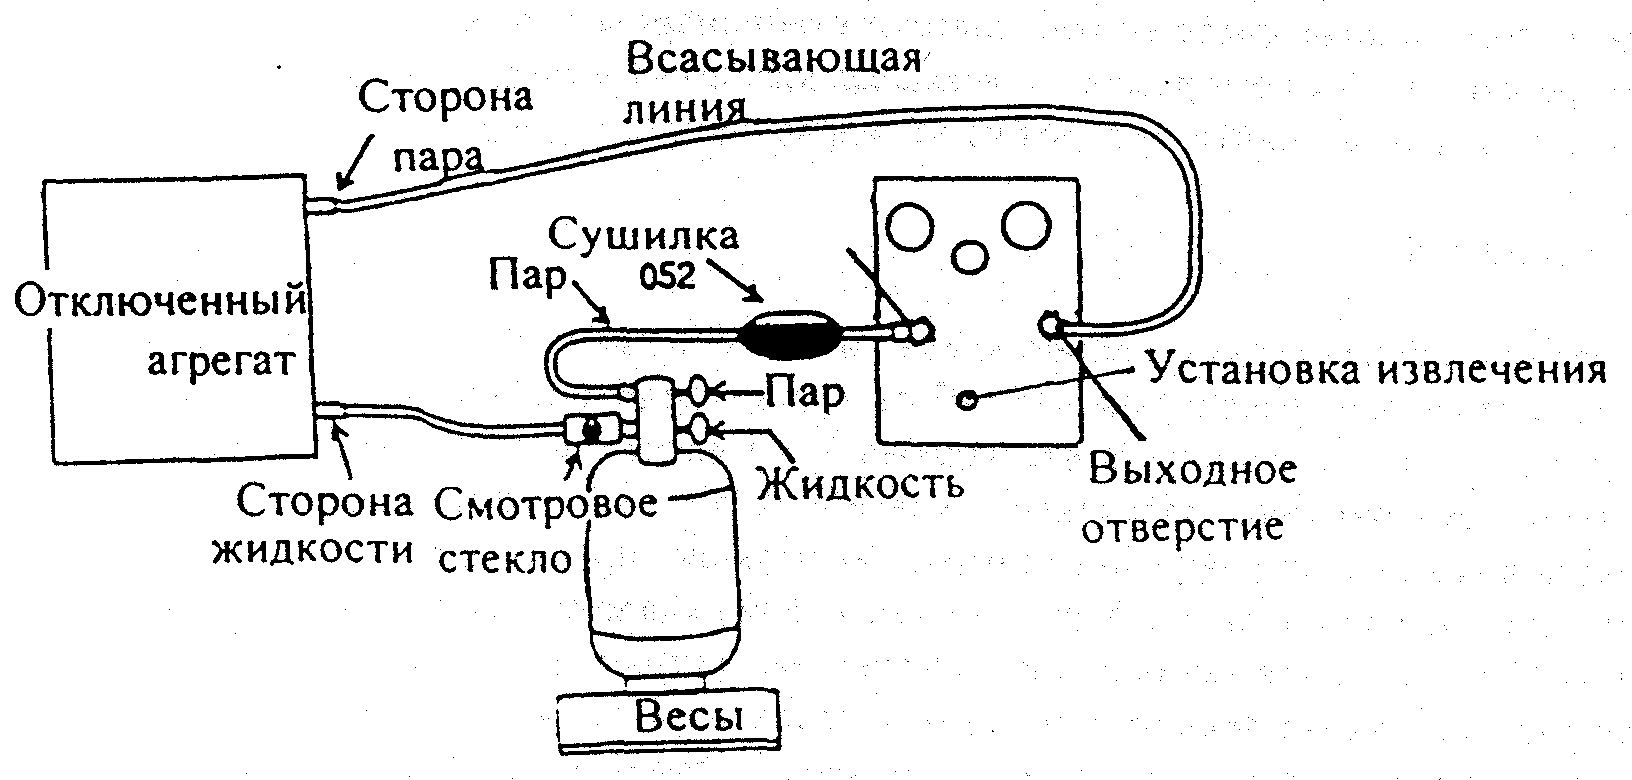 Всасывающая
линия
Сторона
пара
Сушилка
052
Пар
Отключенный
агрегат
Пар
Установка извлечения
Жидкость
Выходное
отверстие
Сторона
жидкости
Смотровое
стекло
Весы